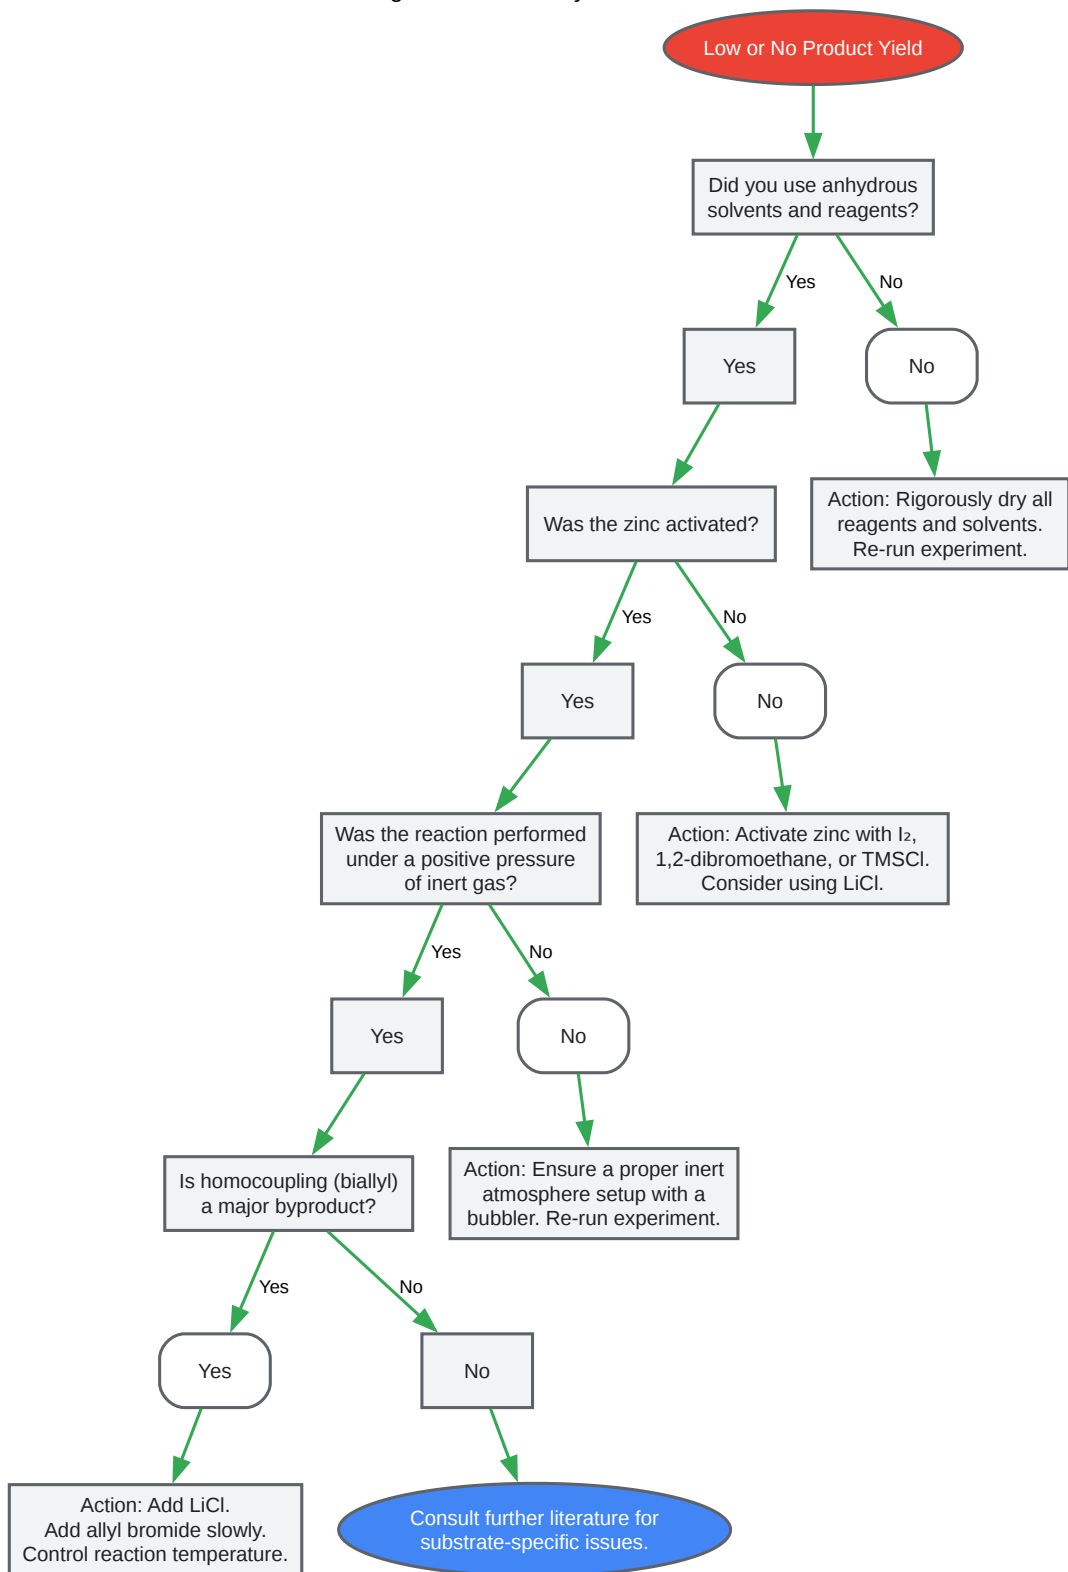 Low or No Product Yield
Did you use anhydrous
solvents and reagents?
Yes
No
Yes
No
Was the zinc activated?
Action: Rigorously dry all
reagents and solvents.
Re-run experiment.
Yes
No
Yes
No
Was the reaction performed
under a positive pressure
of inert gas?
Action: Activate zinc with I₂,
1,2-dibromoethane, or TMSCl.
Consider using LiCl.
Yes
No
Yes
No
Is homocoupling (biallyl)
a major byproduct?
Action: Ensure a proper inert
atmosphere setup with a
bubbler. Re-run experiment.
Yes
No
Yes
No
Action: Add LiCl.
Add allyl bromide slowly.
Control reaction temperature.
Consult further literature for
substrate-specific issues.